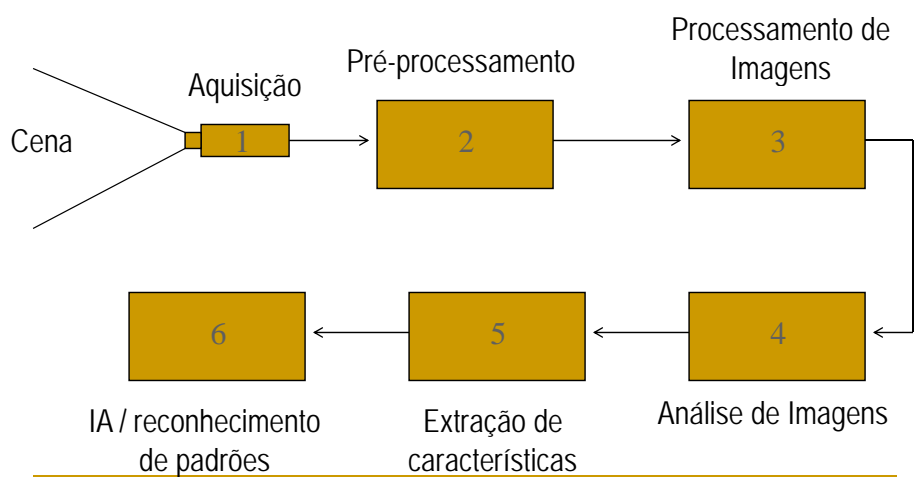 Cena
Aquisição
1
Pré-processamento
2
Processamento de
Imagens
3
4
Análise de Imagens
5
Extração de
características
6
IA / reconhecimento
de padrões